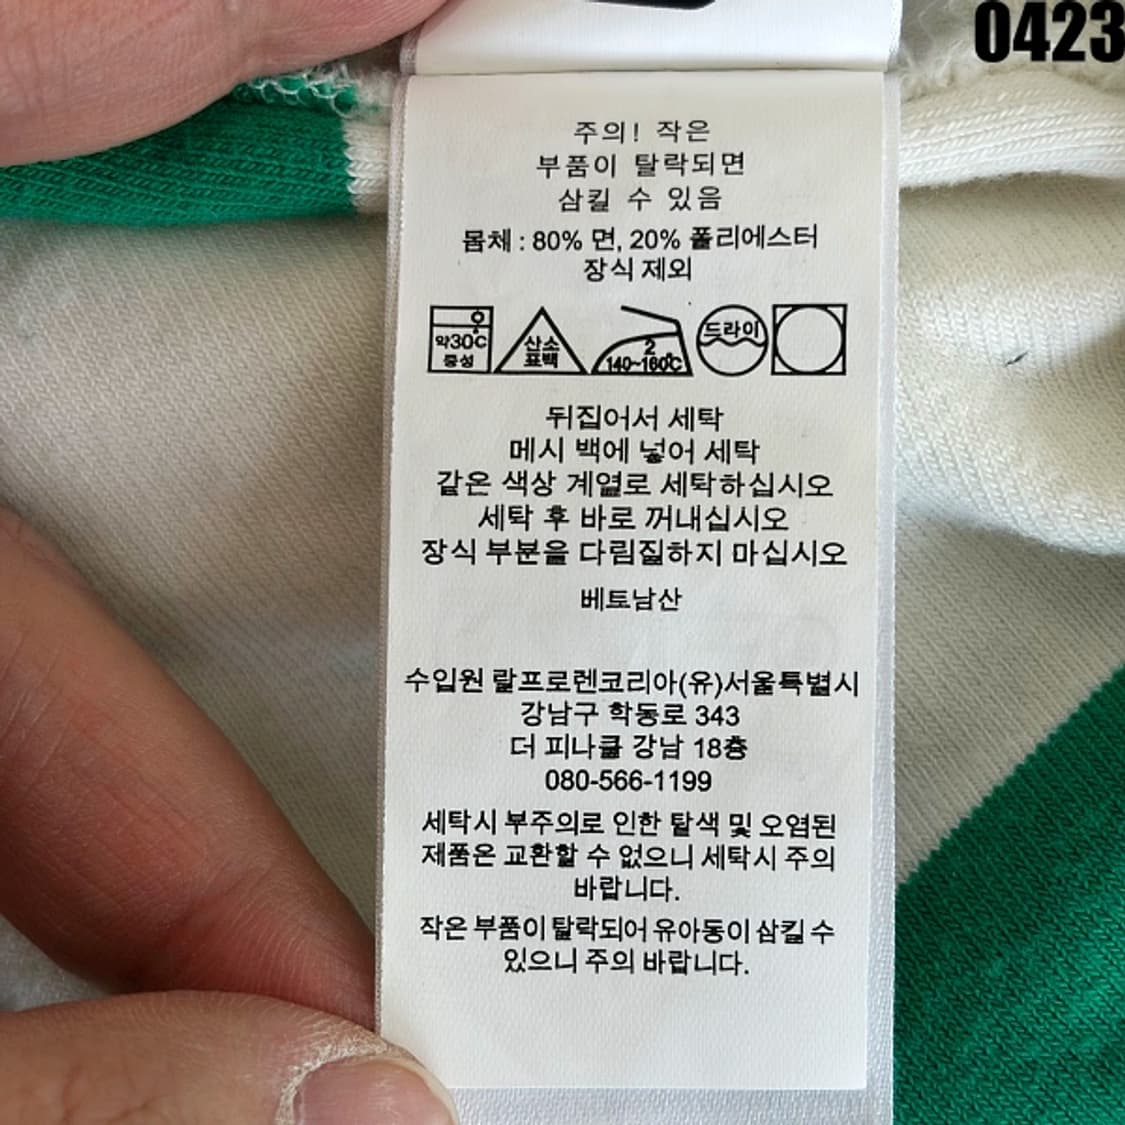 0423
주의! 작은
부품이 탈락되면
삼킬 수 있음
몸체 : 80% 면, 20% 폴리에스터
장식 제외
약30℃
중성
산소
표백
2
140~160℃
드라이
뒤집어서 세탁
메시 백에 넣어 세탁
같은 색상 계열로 세탁하십시오
세탁 후 바로 꺼내십시오
장식 부분을 다림질하지 마십시오
베트남산
수입원 랄프로렌코리아(유)서울특별시
강남구 학동로 343
더 피나클 강남 18층
080-566-1199
세탁시 부주의로 인한 탈색 및 오염된
제품은 교환할 수 없으니 세탁시 주의
바랍니다.
작은 부품이 탈락되어 유아동이 삼킬 수
있으니 주의 바랍니다.